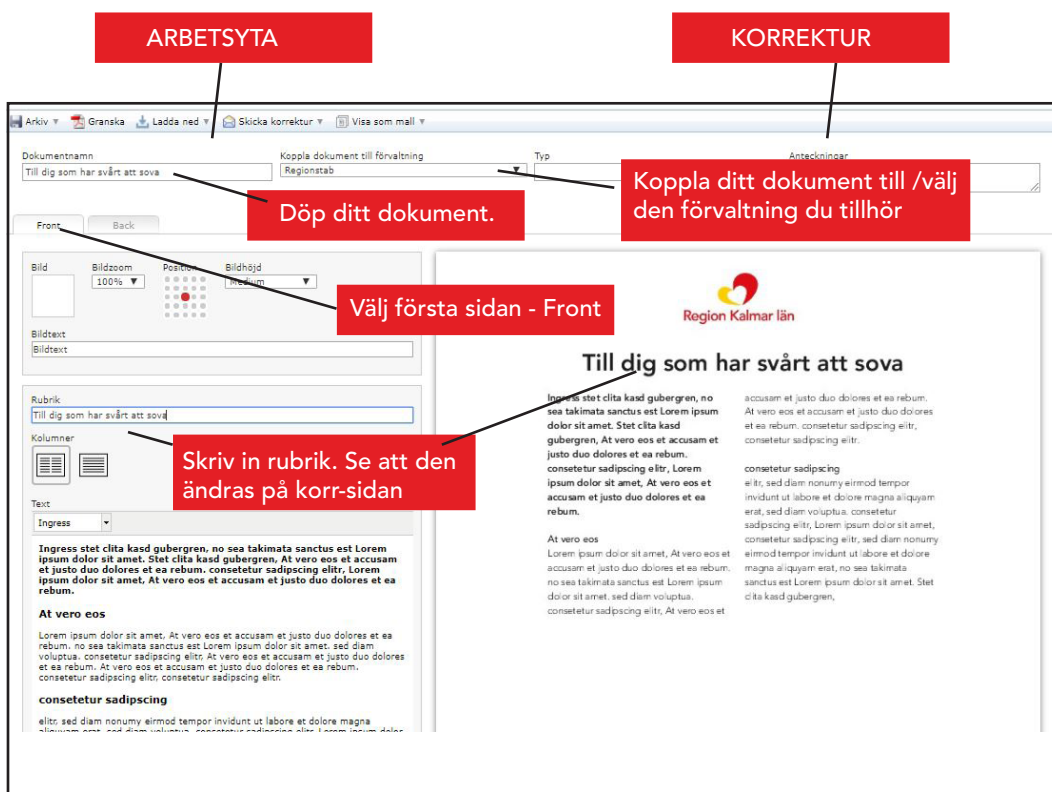 ARBETSYTA
KORREKTUR
Arkiv
Granska
Ladda ned
Skicka korrektur
Visa som mall
Dokumentnamn
Koppla dokument till förvaltning
Typ
Anteckningar
Till dig som har svårt att sova
Regionstab
Döp ditt dokument.
Koppla ditt dokument till /välj
den förvaltning du tillhör
Front
Back
Bild
Bildzoom
Position
Bildhöjd
100%
Medium
Välj första sidan - Front
Bildtext
Bildtext
Rubrik
Till dig som har svårt att sova
Kolumner
Skriv in rubrik. Se att den
ändras på korr-sidan
Text
Ingress
Ingress stet clita kasd gubergren, no sea takimata sanctus est Lorem
ipsum dolor sit amet. Stet clita kasd gubergren, At vero eos et accusam
et justo duo dolores et ea rebum. consetetur sadipscing elitr, Lorem
ipsum dolor sit amet, At vero eos et accusam et justo duo dolores et ea
rebum.
At vero eos
Lorem ipsum dolor sit amet, At vero eos et accusam et justo duo dolores et ea
rebum. no sea takimata sanctus est Lorem ipsum dolor sit amet. sed diam
voluptua. consetetur sadipscing elitr, At vero eos et accusam et justo duo dolores
et ea rebum. At vero eos et accusam et justo duo dolores et ea rebum.
consetetur sadipscing elitr, consetetur sadipscing elitr.
consetetur sadipscing
elitr, sed diam nonumy eirmod tempor invidunt ut labore et dolore magna
aliquyam erat, sed diam voluptua. consetetur sadipscing elitr, Lorem ipsum dolor
Region Kalmar län
Till dig som har svårt att sova
Ingress stet clita kasd gubergren, no
sea takimata sanctus est Lorem ipsum
dolor sit amet. Stet clita kasd
gubergren, At vero eos et accusam et
justo duo dolores et ea rebum.
consetetur sadipscing elitr, Lorem
ipsum dolor sit amet, At vero eos et
accusam et justo duo dolores et ea
rebum.
At vero eos
Lorem ipsum dolor sit amet, At vero eos et
accusam et justo duo dolores et ea rebum.
no sea takimata sanctus est Lorem ipsum
dolor sit amet. sed diam voluptua.
consetetur sadipscing elitr, At vero eos et
accusam et justo duo dolores et ea rebum.
At vero eos et accusam et justo duo dolores
et ea rebum. consetetur sadipscing elitr,
consetetur sadipscing elitr.
consetetur sadipscing
elitr, sed diam nonumy eirmod tempor
invidunt ut labore et dolore magna aliquyam
erat, sed diam voluptua. consetetur
sadipscing elitr, Lorem ipsum dolor sit amet,
consetetur sadipscing elitr, sed diam nonumy
eirmod tempor invidunt ut labore et dolore
magna aliquyam erat, no sea takimata
sanctus est Lorem ipsum dolor sit amet. Stet
clita kasd gubergren,